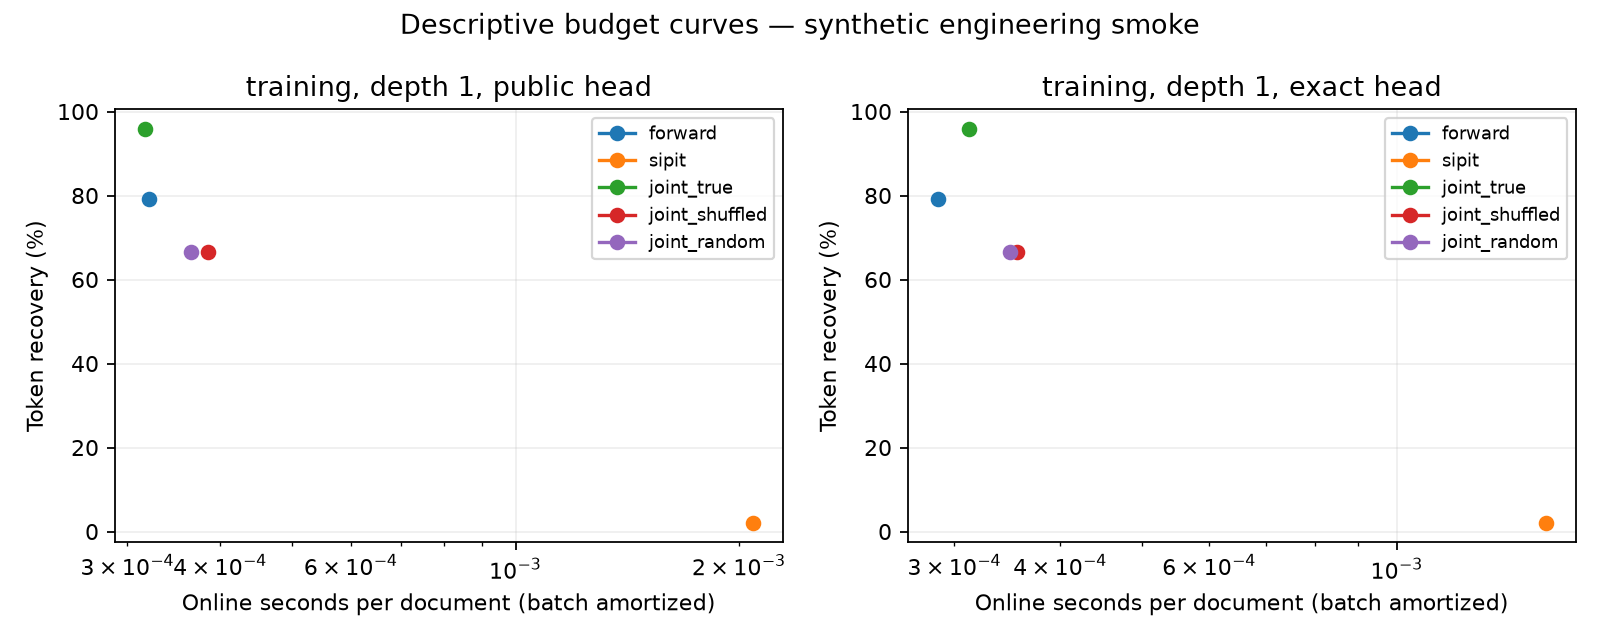 Descriptive budget curves — synthetic engineering smoke
training, depth 1, public head
Token recovery (%)
100
80
60
40
20
0
forward
sipit
joint_true
joint_shuffled
joint_random
3 × 10⁻⁴
4 × 10⁻⁴
6 × 10⁻⁴
10⁻³
2 × 10⁻³
Online seconds per document (batch amortized)
training, depth 1, exact head
Token recovery (%)
100
80
60
40
20
0
forward
sipit
joint_true
joint_shuffled
joint_random
3 × 10⁻⁴
4 × 10⁻⁴
6 × 10⁻⁴
10⁻³
Online seconds per document (batch amortized)